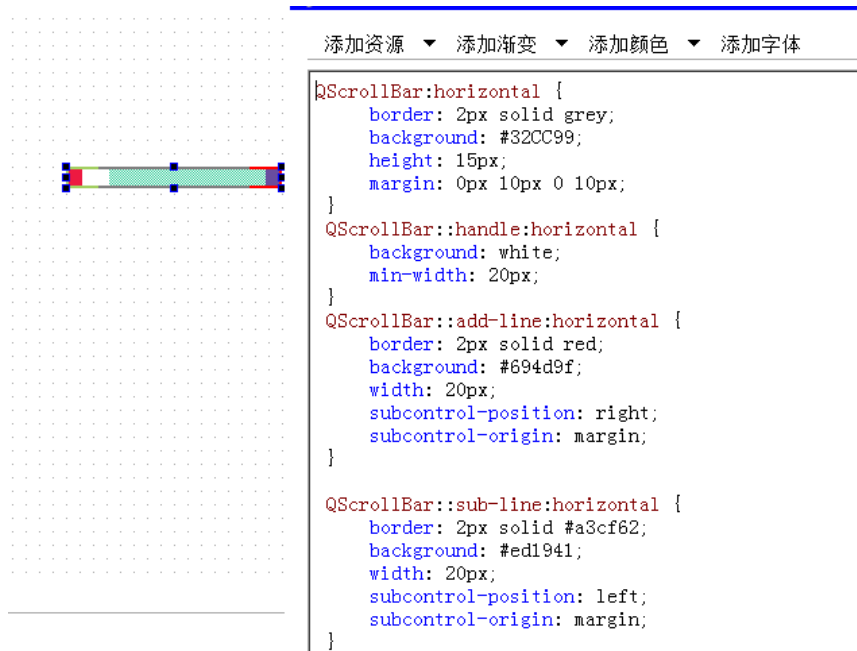 添加资源 添加渐变 添加颜色 添加字体
QScrollBar:horizontal {
border: 2px solid grey;
background: #32CC99;
height: 15px;
margin: 0px 10px 0 10px;
}
QScrollBar::handle:horizontal {
background: white;
min-width: 20px;
}
QScrollBar::add-line:horizontal {
border: 2px solid red;
background: #694d9f;
width: 20px;
subcontrol-position: right;
subcontrol-origin: margin;
}
QScrollBar::sub-line:horizontal {
border: 2px solid #a3cf62;
background: #ed1941;
width: 20px;
subcontrol-position: left;
subcontrol-origin: margin;
}